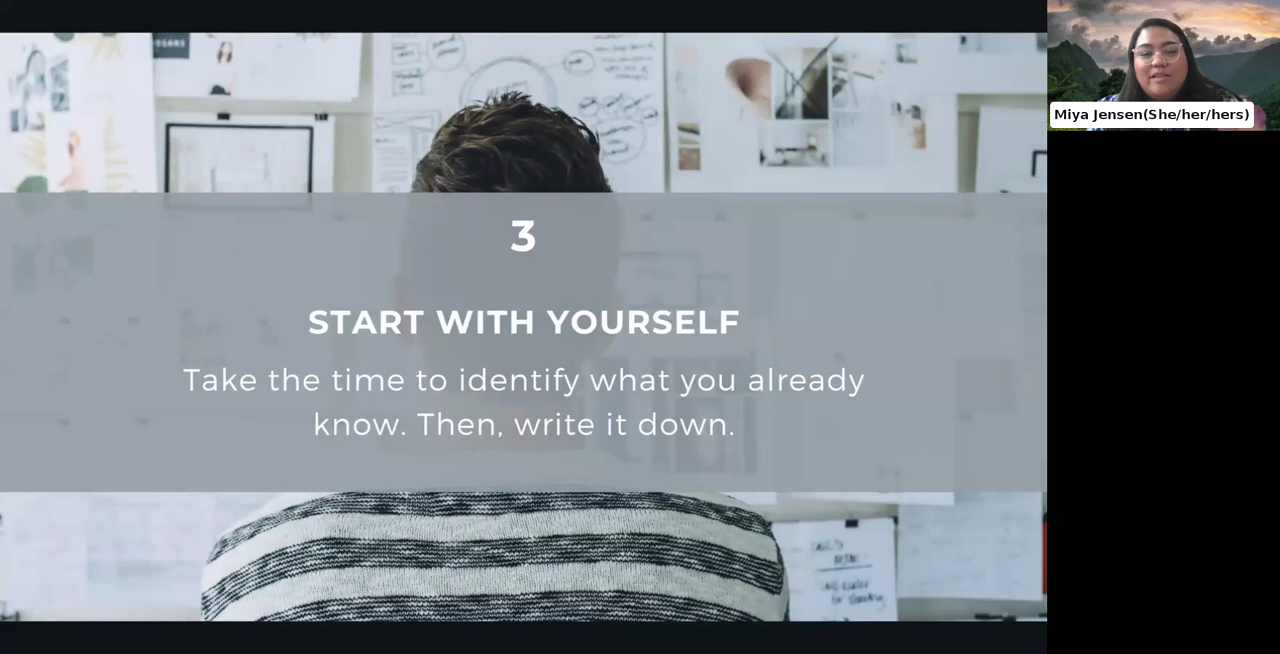 3
START WITH YOURSELF
Take the time to identify what you already
know. Then, write it down.
Miya Jensen(She/her/hers)